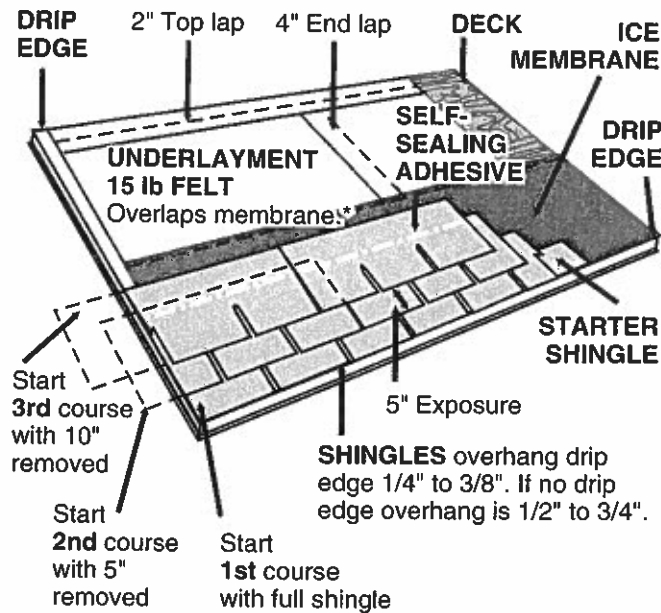 DRIP
EDGE
2" Top lap
4" End lap
DECK
ICE
MEMBRANE
SELF-
SEALING
ADHESIVE
DRIP
EDGE
UNDERLAYMENT
15 lb FELT
Overlaps membrane.*
STARTER
SHINGLE
5" Exposure
Start
3rd course
with 10"
removed
SHINGLES overhang drip
edge 1/4" to 3/8". If no drip
edge overhang is 1/2" to 3/4".
Start
2nd course
with 5"
removed
Start
1st course
with full shingle